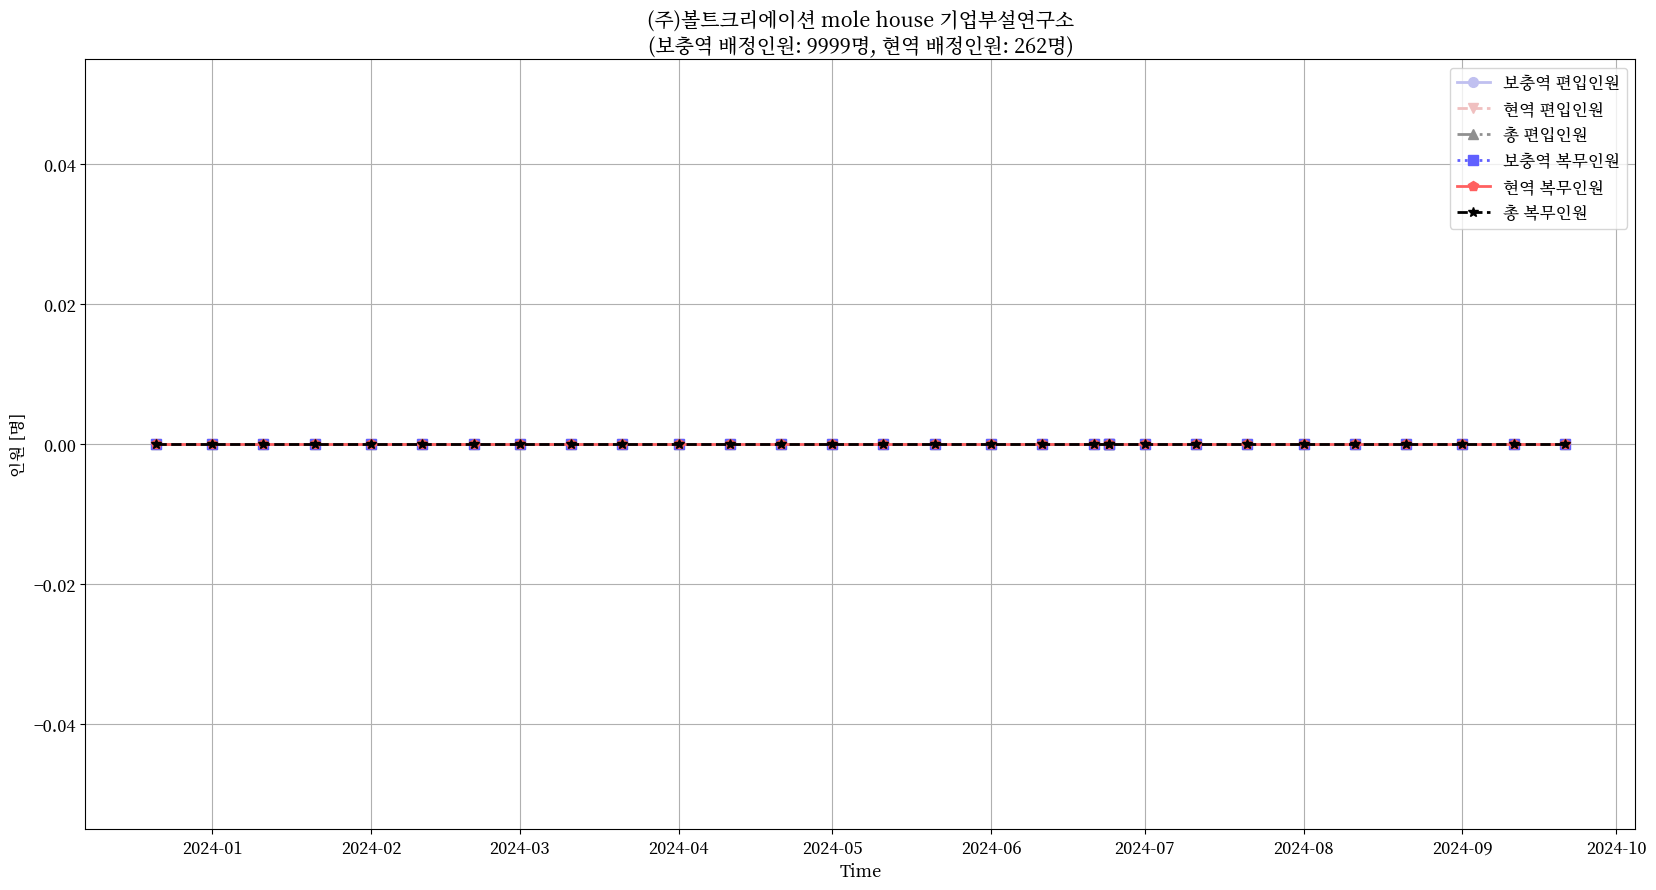 (주)볼트크리에이션 mole house 기업부설연구소
(보충역 배정인원: 9999명, 현역 배정인원: 262명)
보충역 편입인원
현역 편입인원
총 편입인원
보충역 복무인원
현역 복무인원
총 복무인원
인원 [명]
0.04
0.02
0.00
−0.02
−0.04
2024-01
2024-02
2024-03
2024-04
2024-05
2024-06
2024-07
2024-08
2024-09
2024-10
Time